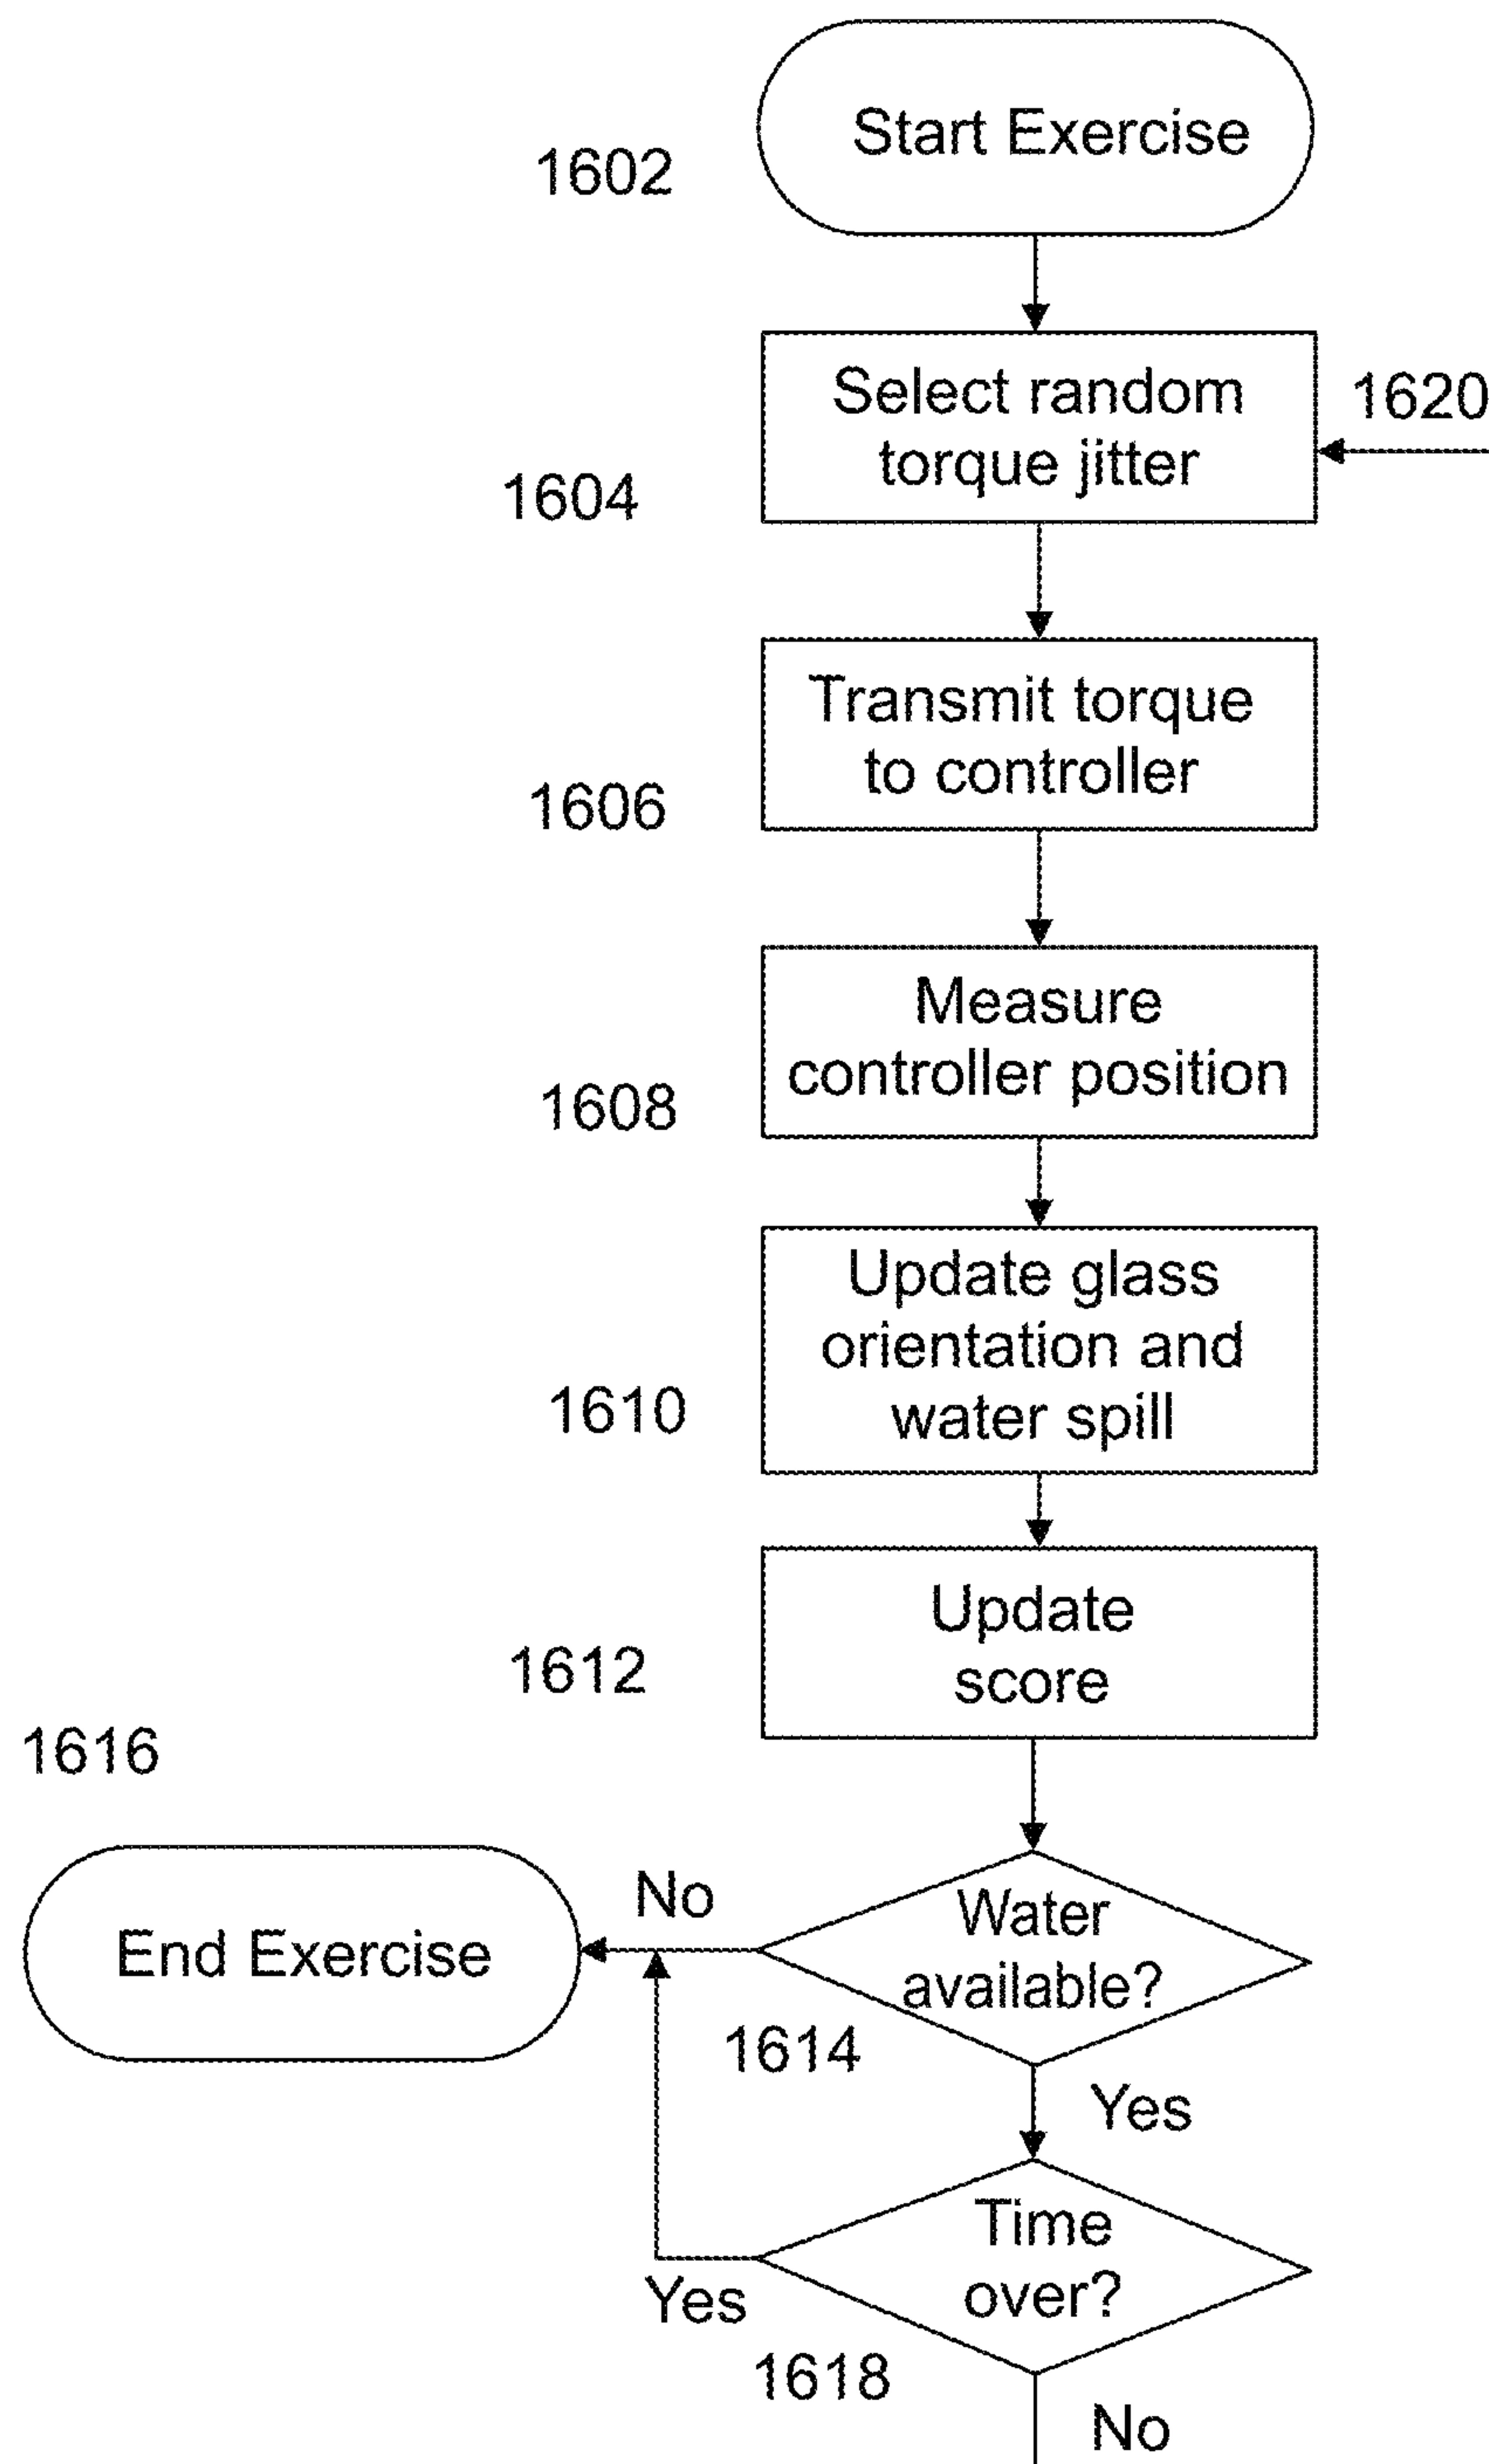 Start Exercise
1602
Select random
torque jitter
1620
1604
Transmit torque
to controller
1606
Measure
controller position
1608
Update glass
orientation and
water spill
1610
Update
score
1612
1616
No
Water
available?
End Exercise
1614
Yes
Time
over?
Yes
1618
No